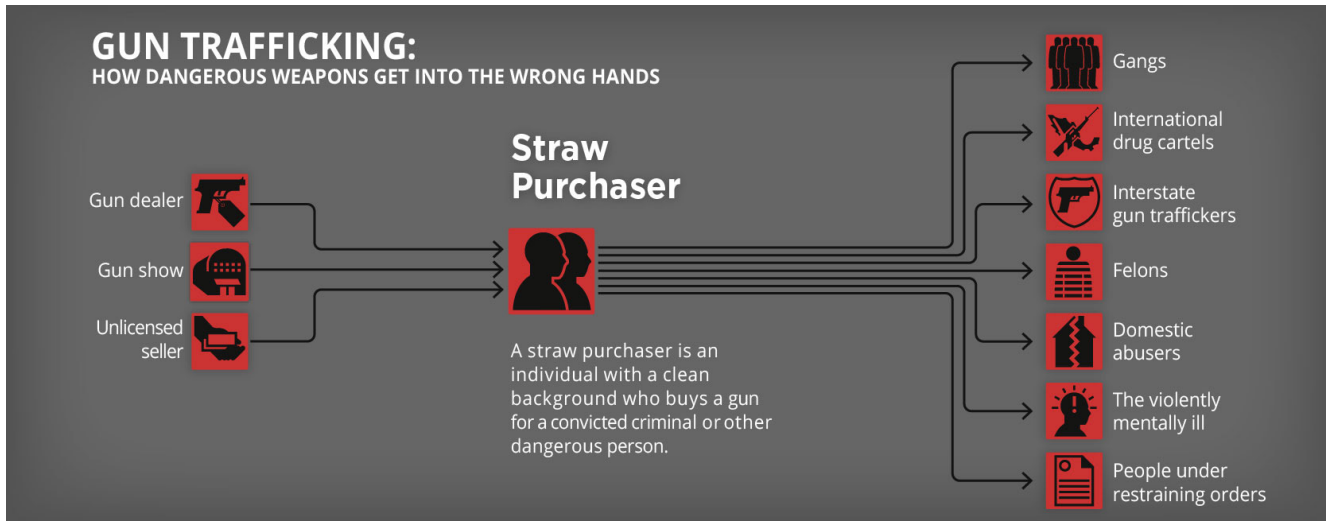 GUN TRAFFICKING:
HOW DANGEROUS WEAPONS GET INTO THE WRONG HANDS
Gun dealer
Gun show
Unlicensed
seller
Straw
Purchaser
A straw purchaser is an
individual with a clean
background who buys a gun
for a convicted criminal or other
dangerous person.
Gangs
International
drug cartels
Interstate
gun traffickers
Felons
Domestic
abusers
The violently
mentally ill
People under
restraining orders